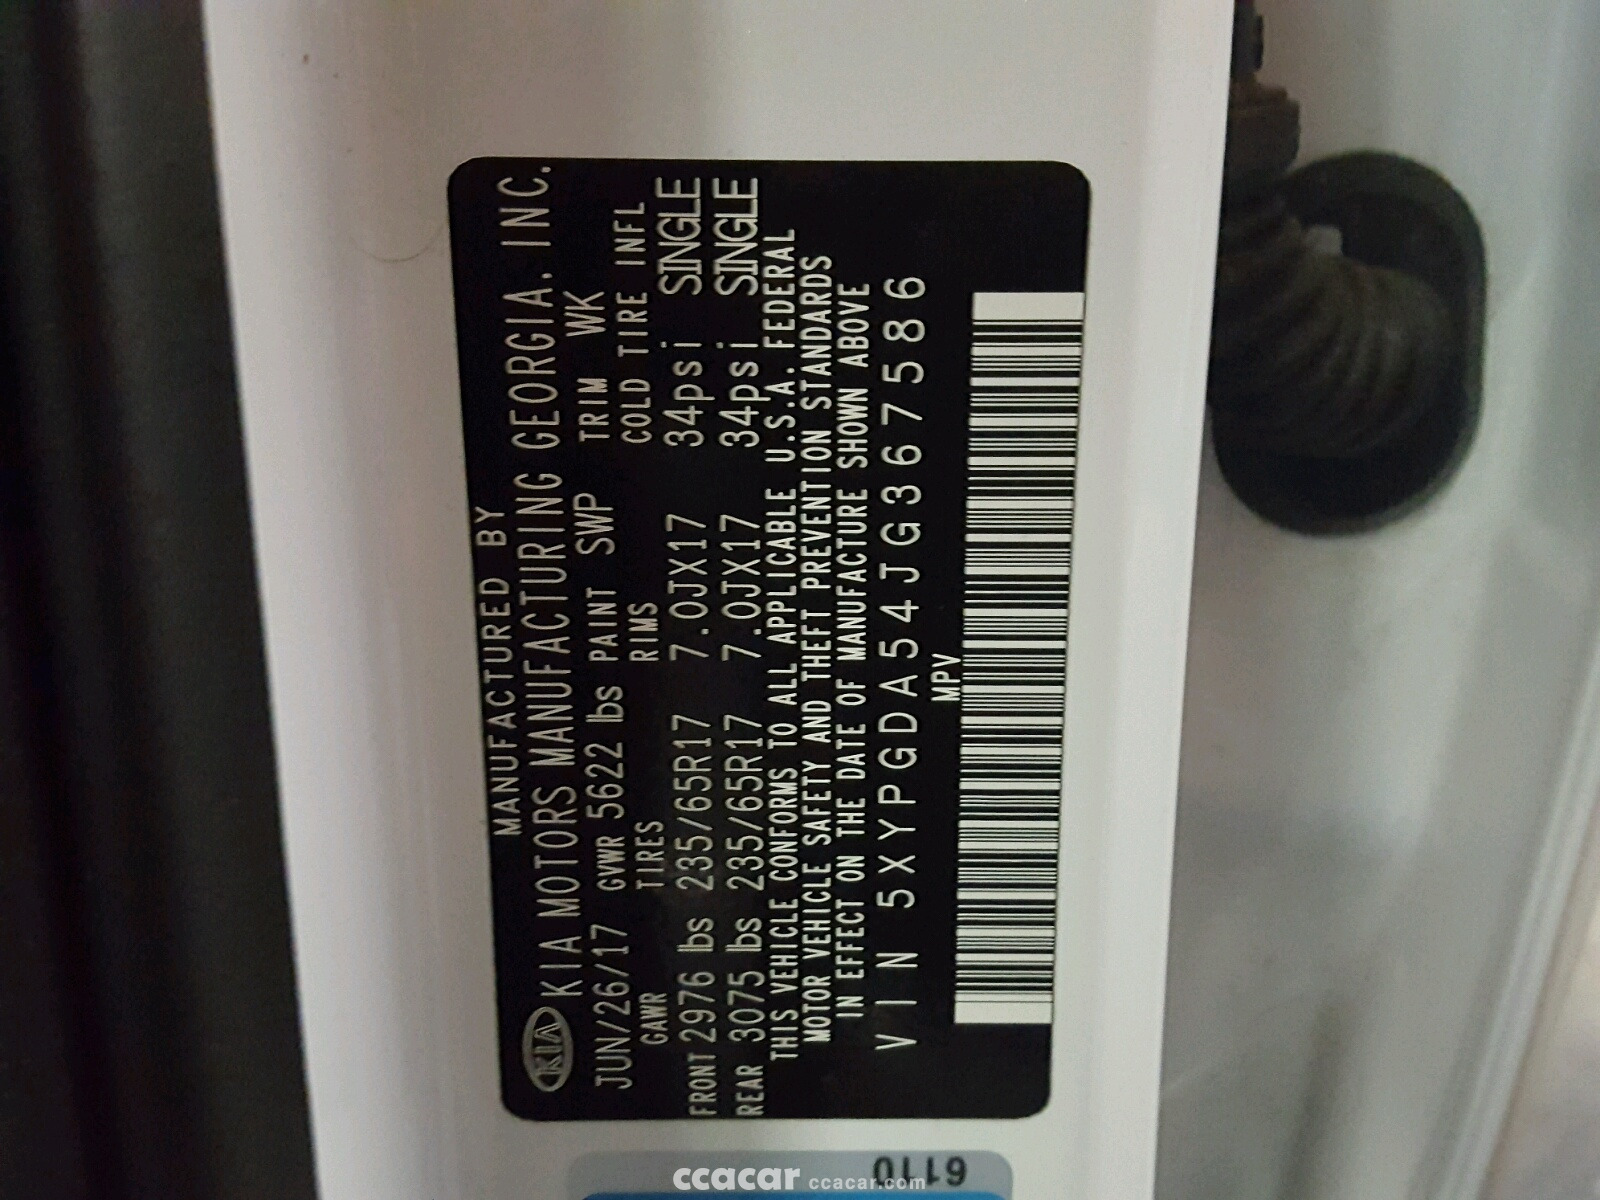 MANUFACTURED BY
KIA KIA MOTORS MANUFACTURING GEORGIA. INC.
JUN/26/17 GVWR 5622 lbs PAINT SWP TRIM WK
GAWR TIRES RIMS COLD TIRE INFL
FRONT 2976 lbs 235/65R17 7.0JX17 34psi SINGLE
REAR 3075 lbs 235/65R17 7.0JX17 34psi SINGLE
THIS VEHICLE CONFORMS TO ALL APPLICABLE U.S.A. FEDERAL
MOTOR VEHICLE SAFETY AND THEFT PREVENTION STANDARDS
IN EFFECT ON THE DATE OF MANUFACTURE SHOWN ABOVE
VIN 5XYPGDA54JG367586
MPV
6110
ccacar ccacar.com